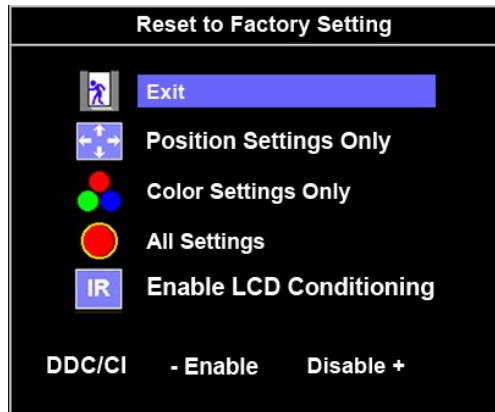 Reset to Factory Setting
Exit
Position Settings Only
Color Settings Only
All Settings
IR Enable LCD Conditioning
DDC/CI - Enable Disable +